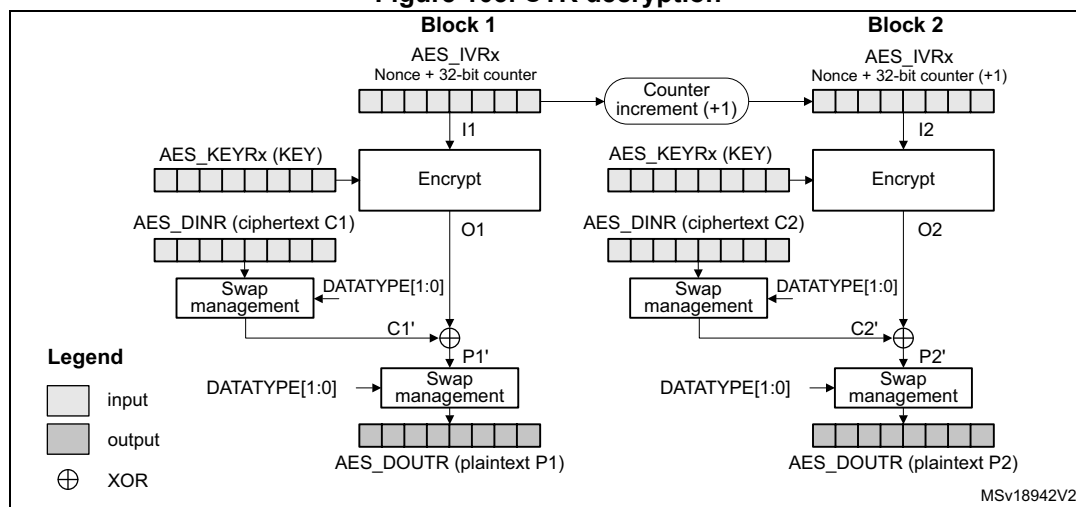 Block 1
Block 2
AES_IVRx
Nonce + 32-bit counter
Counter
increment (+1)
AES_IVRx
Nonce + 32-bit counter (+1)
I1
I2
AES_KEYRx (KEY)
Encrypt
AES_KEYRx (KEY)
Encrypt
AES_DINR (ciphertext C1)
O1
AES_DINR (ciphertext C2)
O2
Swap
management
DATATYPE[1:0]
Swap
management
DATATYPE[1:0]
C1'
C2'
P1'
P2'
DATATYPE[1:0]
Swap
management
DATATYPE[1:0]
Swap
management
AES_DOUTR (plaintext P1)
AES_DOUTR (plaintext P2)
Legend
input
output
XOR
MSv18942V2